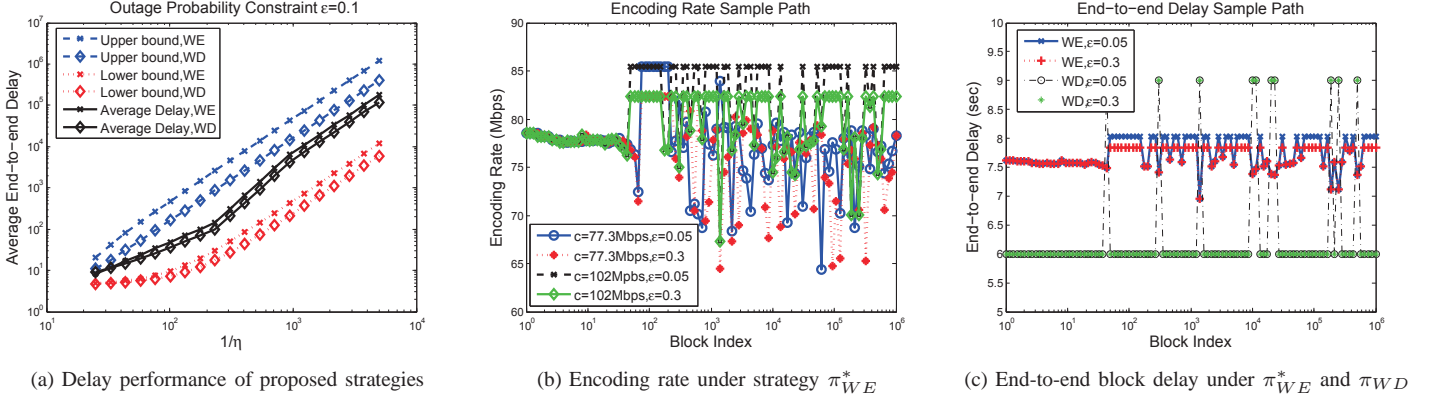 Outage Probability Constraint ε=0.1
Average End-to-end Delay
10^7
10^6
10^5
10^4
10^3
10^2
10^1
10^0
Upper bound,WE
Upper bound,WD
Lower bound,WE
Lower bound,WD
Average Delay,WE
Average Delay,WD
10^1 10^2 10^3 10^4
1/η
(a) Delay performance of proposed strategies
Encoding Rate Sample Path
Encoding Rate (Mbps)
90
85
80
75
70
65
60
c=77.3Mbps,ε=0.05
c=77.3Mbps,ε=0.3
c=102Mbps,ε=0.05
c=102Mbps,ε=0.3
10^0 10^1 10^2 10^3 10^4 10^5 10^6
Block Index
(b) Encoding rate under strategy π*_WE
End-to-end Delay Sample Path
End-to-end Delay (sec)
10
9.5
9
8.5
8
7.5
7
6.5
6
5.5
5
WE,ε=0.05
WE,ε=0.3
WD,ε=0.05
WD,ε=0.3
10^0 10^1 10^2 10^3 10^4 10^5 10^6
Block Index
(c) End-to-end block delay under π*_WE and π_WD